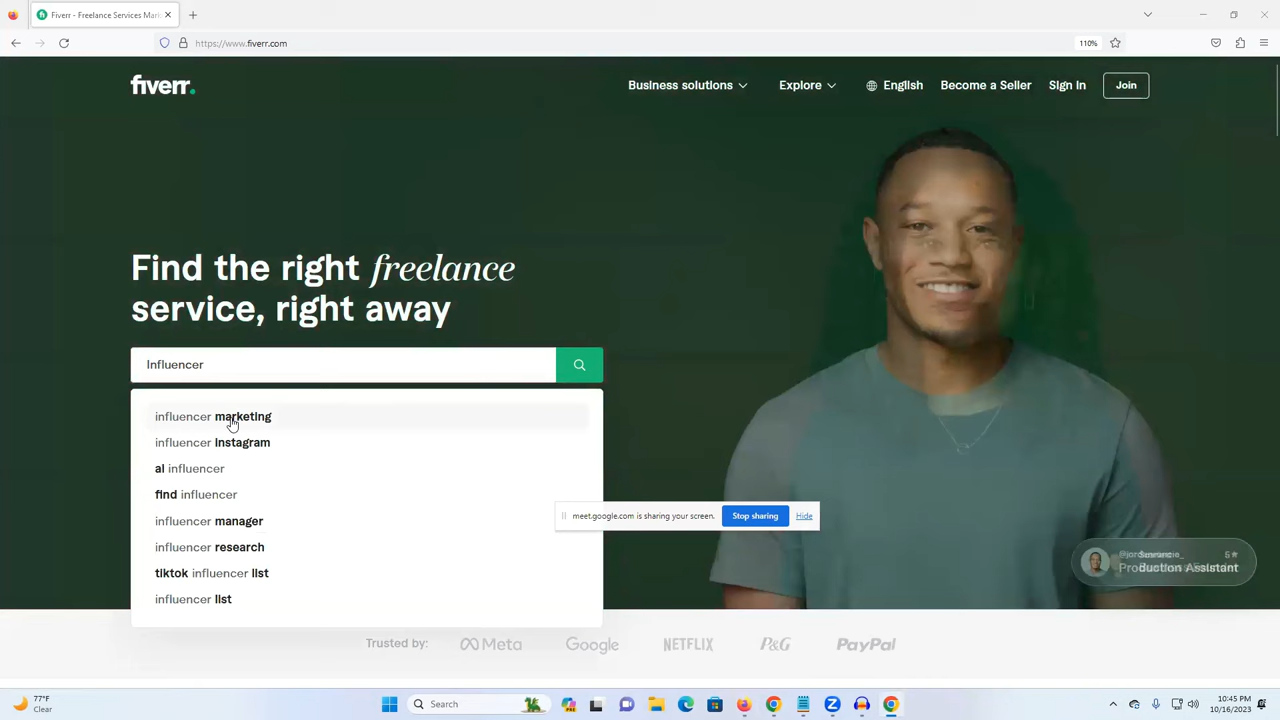 Fiverr - Freelance Services Mar
https://www.fiverr.com
110%
fiverr.
Business solutions
Explore
English
Become a Seller
Sign In
Join
Find the right freelance
service, right away
Influencer
influencer marketing
influencer instagram
ai influencer
find influencer
influencer manager
influencer research
tiktok influencer list
influencer list
meet.google.com is sharing your screen.
Stop sharing
Hide
5★
Production Assistant
Trusted by:
Meta
Google
NETFLIX
P&G
PayPal
77°F
Clear
Search
10:45 PM
10/16/2023